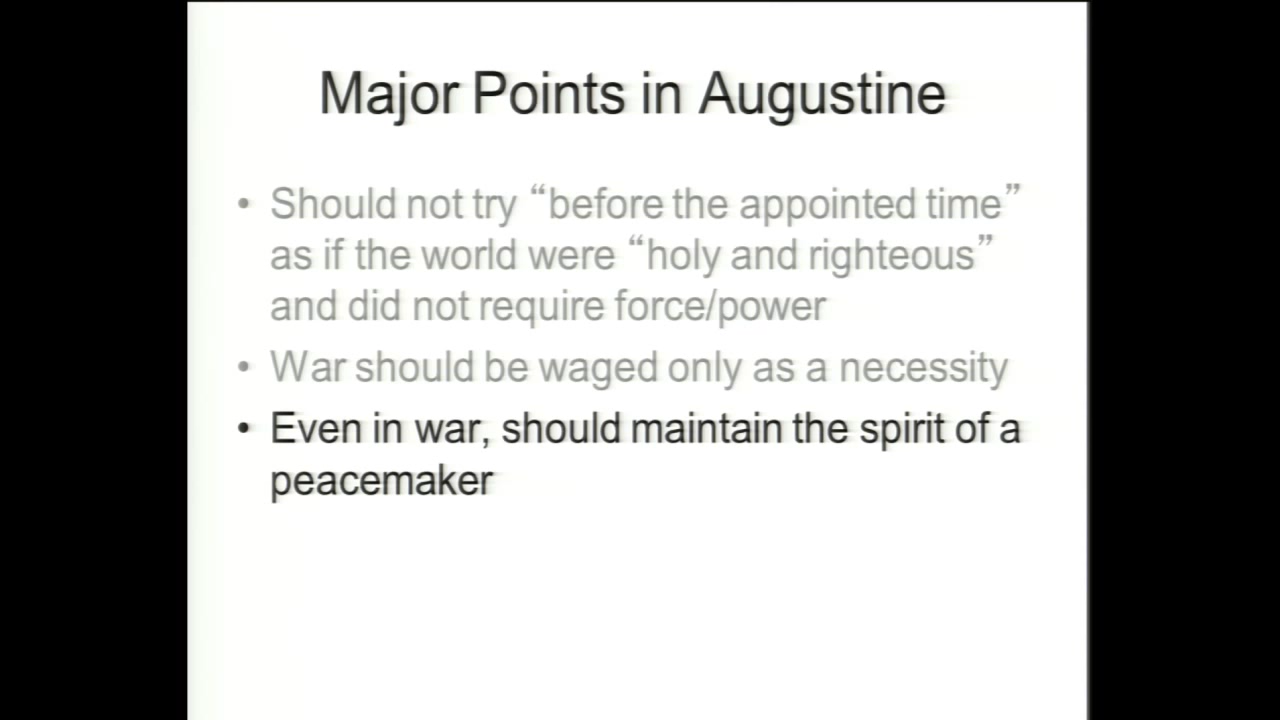 Major Points in Augustine
• Should not try “before the appointed time”
as if the world were “holy and righteous”
and did not require force/power
• War should be waged only as a necessity
• Even in war, should maintain the spirit of a
peacemaker